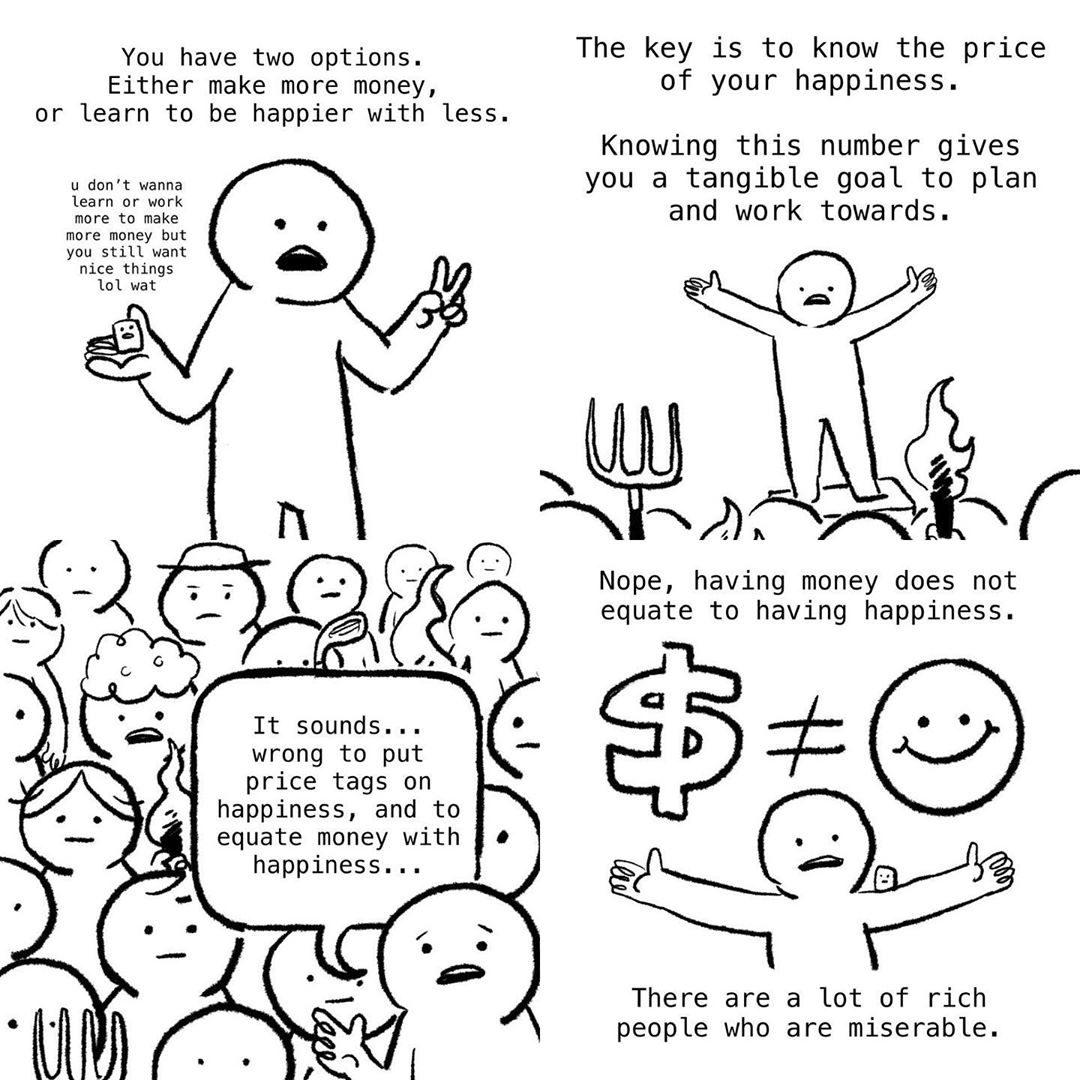 You have two options.
Either make more money,
or learn to be happier with less.
u don't wanna
learn or work
more to make
more money but
you still want
nice things
lol wat
The key is to know the price
of your happiness.
Knowing this number gives
you a tangible goal to plan
and work towards.
It sounds...
wrong to put
price tags on
happiness, and to
equate money with
happiness...
Nope, having money does not
equate to having happiness.
$ ≠
There are a lot of rich
people who are miserable.